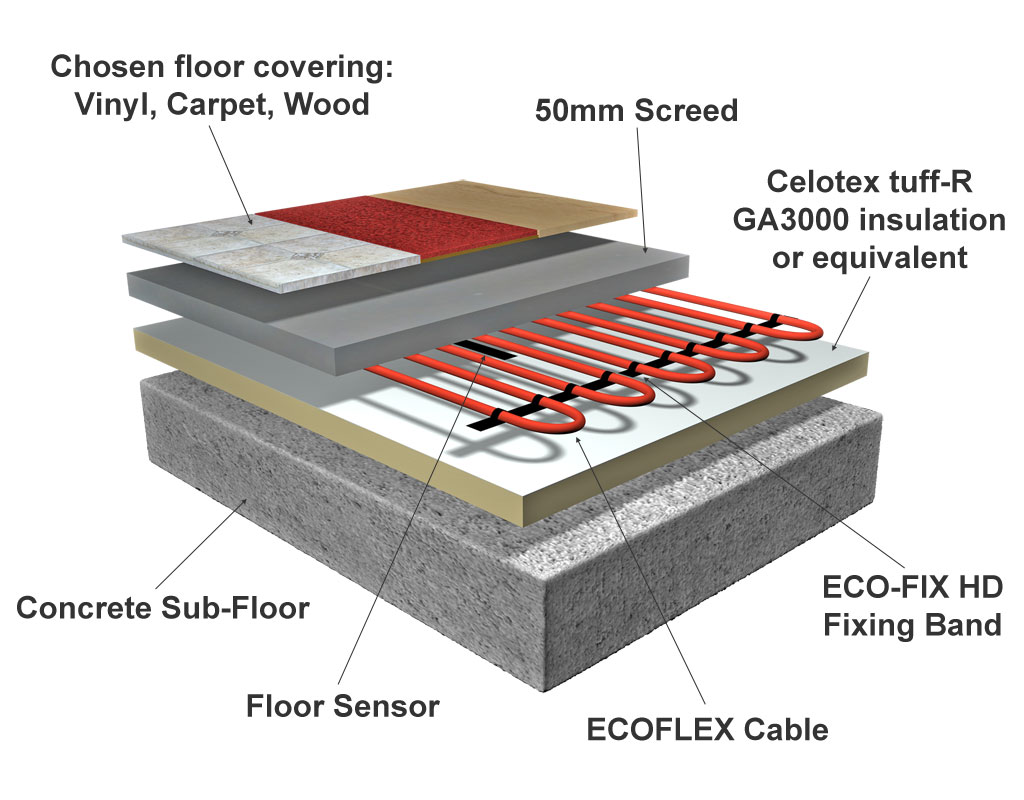 Chosen floor covering:
Vinyl, Carpet, Wood
50mm Screed
Celotex tuff-R
GA3000 insulation
or equivalent
Concrete Sub-Floor
ECO-FIX HD
Fixing Band
Floor Sensor
ECOFLEX Cable